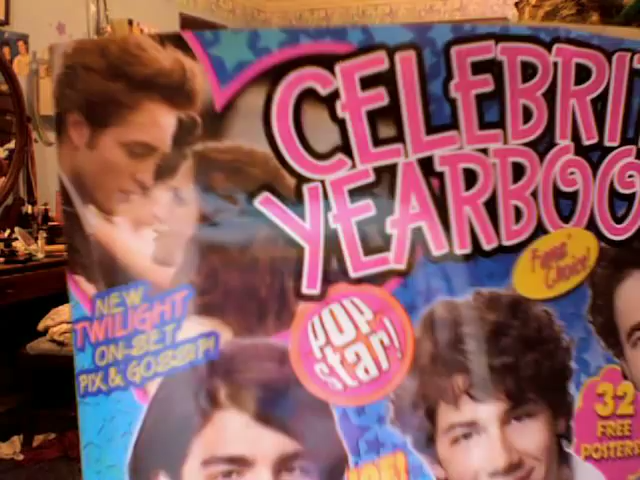 CELEBRIT
YEARBOO
Fans'
Choice!
NEW
TWILIGHT
ON-SET
PIX & GOSSIP!
POP
star!
32
FREE
POSTERS